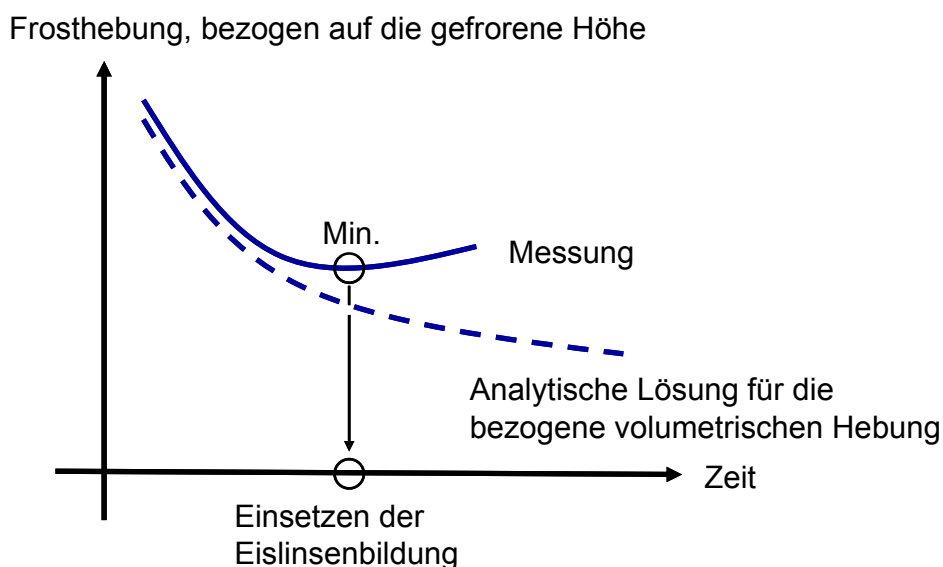 Frosthebung, bezogen auf die gefrorene Höhe
Min.
Messung
Analytische Lösung für die
bezogene volumetrischen Hebung
Zeit
Einsetzen der
Eislinsenbildung